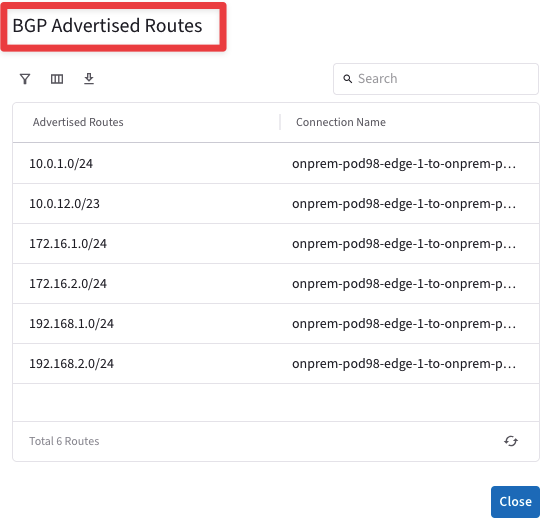 BGP Advertised Routes
Search
Advertised Routes Connection Name
10.0.1.0/24 onprem-pod98-edge-1-to-onprem-p...
10.0.12.0/23 onprem-pod98-edge-1-to-onprem-p...
172.16.1.0/24 onprem-pod98-edge-1-to-onprem-p...
172.16.2.0/24 onprem-pod98-edge-1-to-onprem-p...
192.168.1.0/24 onprem-pod98-edge-1-to-onprem-p...
192.168.2.0/24 onprem-pod98-edge-1-to-onprem-p...
Total 6 Routes
Close